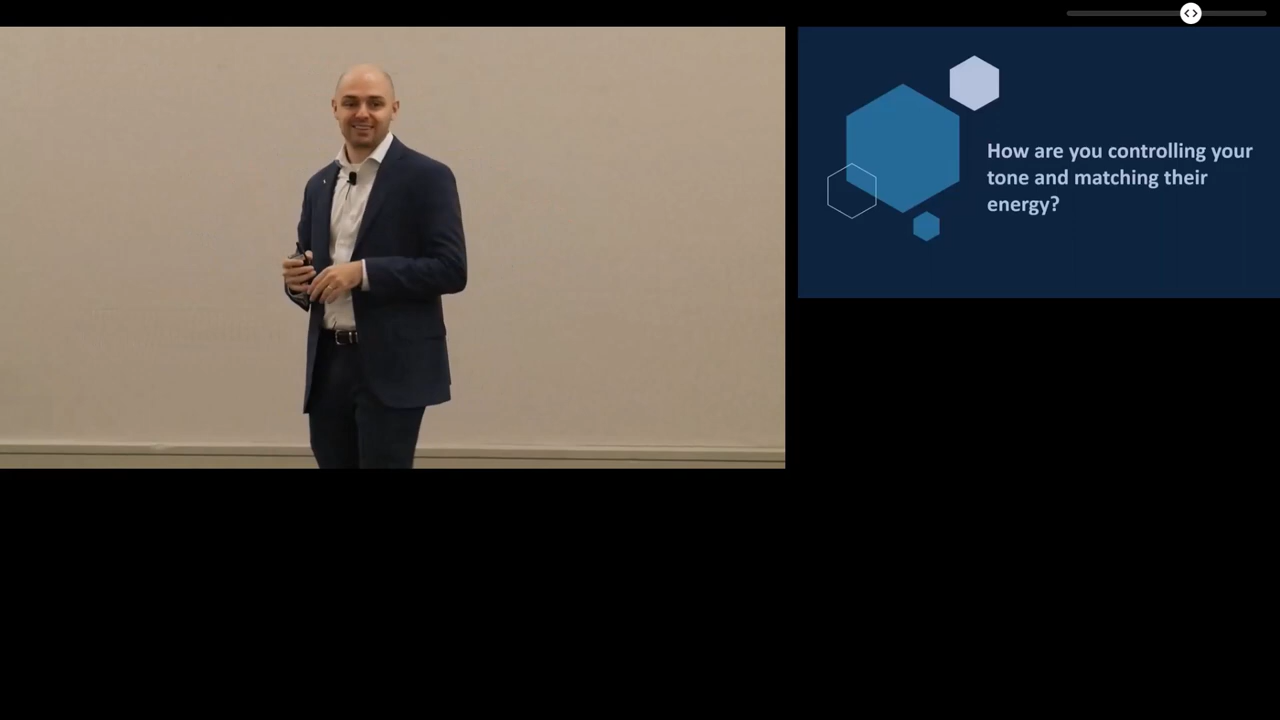 How are you controlling your
tone and matching their
energy?